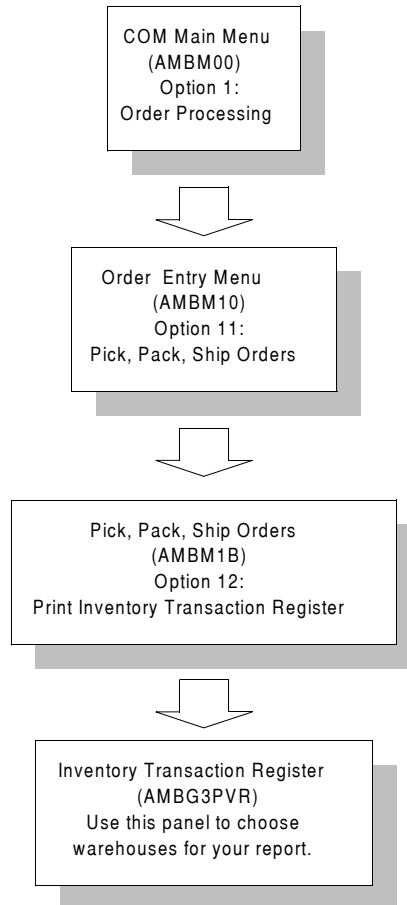 COM Main Menu
(AMBM00)
Option 1:
Order Processing
Order Entry Menu
(AMBM10)
Option 11:
Pick, Pack, Ship Orders
Pick, Pack, Ship Orders
(AMBM1B)
Option 12:
Print Inventory Transaction Register
Inventory Transaction Register
(AMBG3PVR)
Use this panel to choose
warehouses for your report.